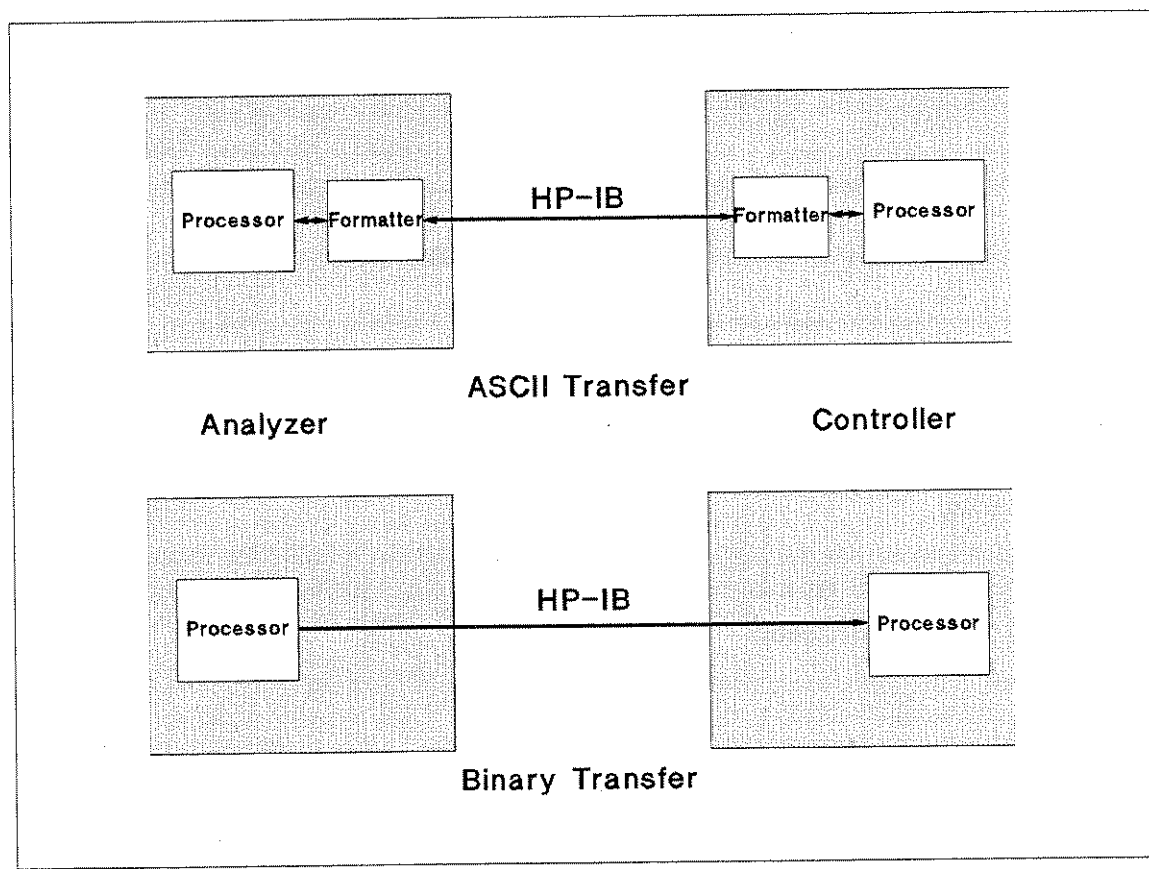 HP-IB
Processor
Formatter
Formatter
Processor
ASCII Transfer
Analyzer
Controller
HP-IB
Processor
Processor
Binary Transfer